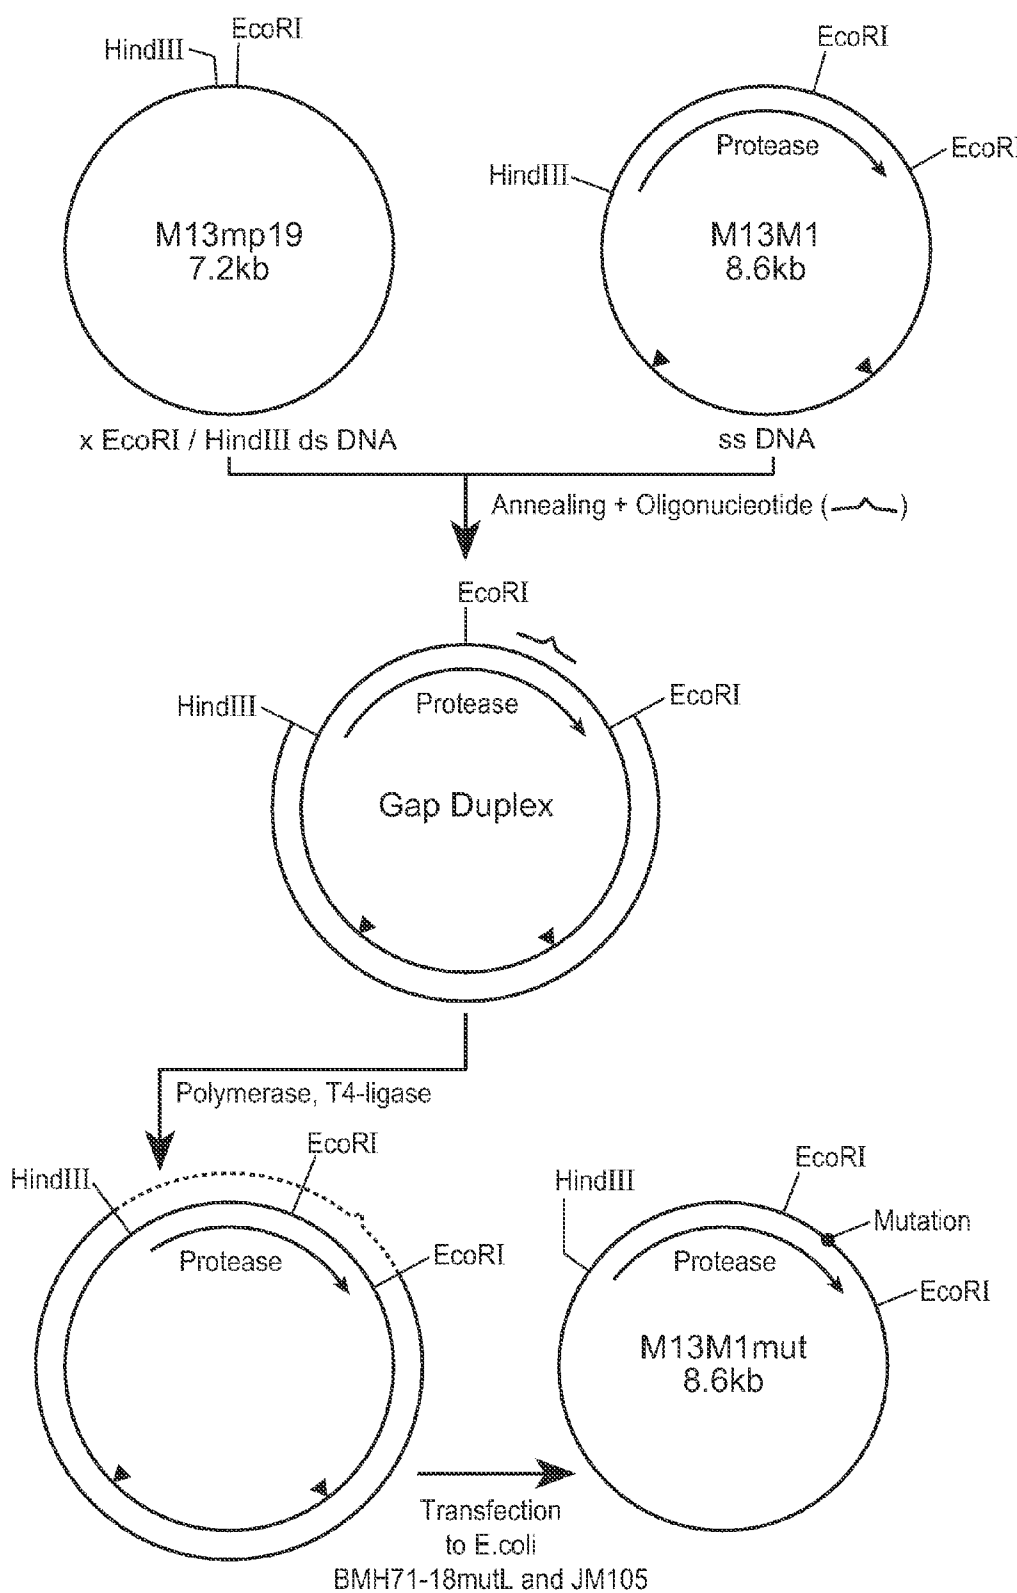 EcoRI
HindIII
M13mp19
7.2kb
x EcoRI / HindIII ds DNA
EcoRI
EcoRI
HindIII
Protease
M13M1
8.6kb
ss DNA
Annealing + Oligonucleotide ( )
EcoRI
HindIII
EcoRI
Protease
Gap Duplex
Polymerase, T4-ligase
EcoRI
HindIII
EcoRI
Protease
Transfection
to E.coli
BMH71-18mutL and JM105
EcoRI
HindIII
Mutation
EcoRI
Protease
M13M1mut
8.6kb